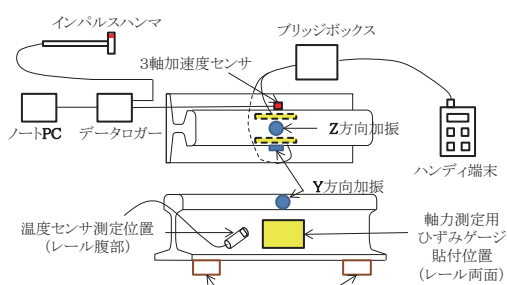 インパルスハンマ
ブリッジボックス
3軸加速度センサ
ノートPC
データロガー
Z方向加振
ハンディ端末
Y方向加振
温度センサ測定位置
(レール腹部)
軸力測定用
ひずみゲージ
貼付位置
(レール両面)